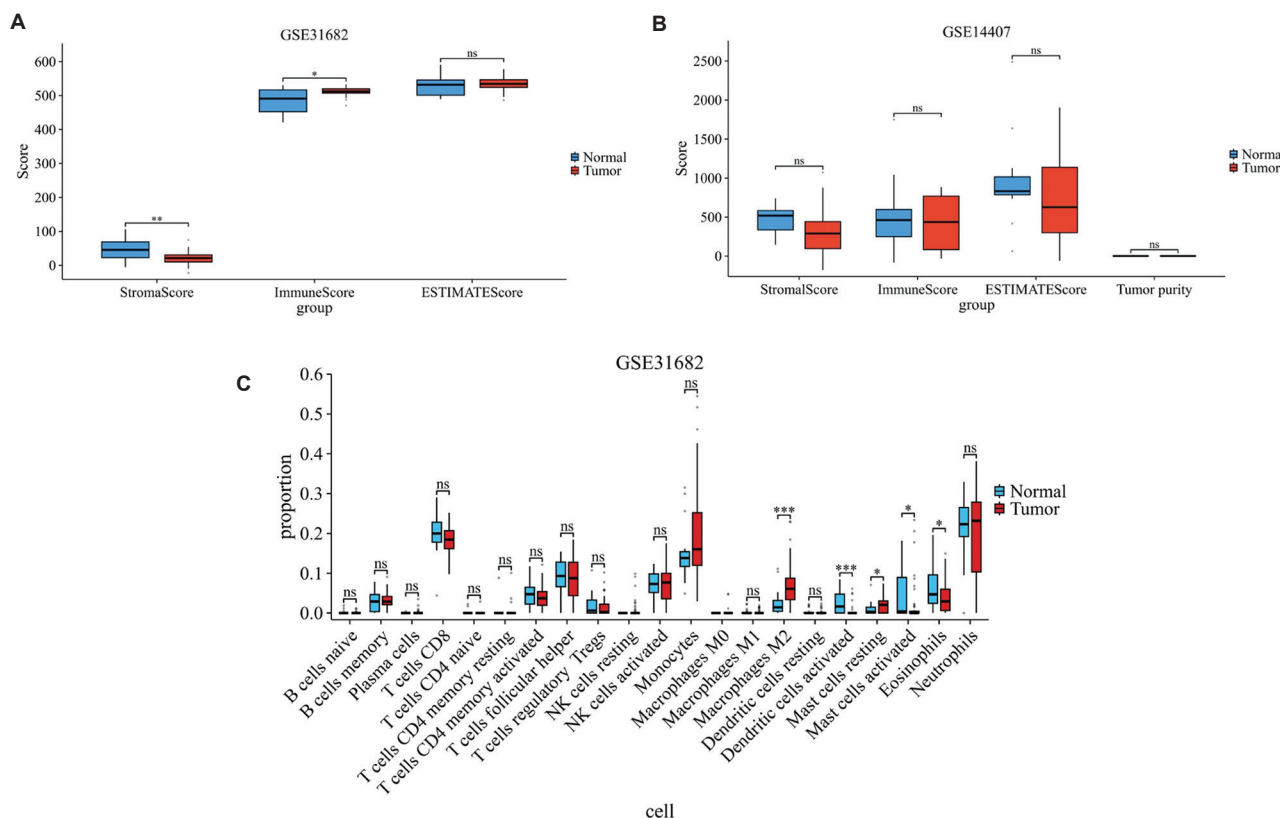 A
GSE31682
600
500
400
300
200
100
0
Score
ns
*
**
Normal
Tumor
StromaScore
ImmuneScore
ESTIMATEScore
group
B
GSE14407
2500
2000
1500
1000
500
0
Score
ns
ns
ns
ns
Normal
Tumor
StromalScore
ImmuneScore
ESTIMATEScore
Tumor purity
group
C
GSE31682
0.6
0.5
0.4
0.3
0.2
0.1
0.0
proportion
ns
ns
ns
ns
ns
ns
ns
ns
ns
ns
ns
ns
***
ns
***
*
*
*
ns
Normal
Tumor
B cells naive
B cells memory
Plasma cells
T cells CD8
T cells CD4 naive
T cells CD4 memory resting
T cells CD4 memory activated
T cells follicular helper
T cells regulatory Tregs
NK cells resting
NK cells activated
Monocytes
Macrophages M0
Macrophages M1
Macrophages M2
Dendritic cells resting
Dendritic cells activated
Mast cells resting
Mast cells activated
Eosinophils
Neutrophils
cell